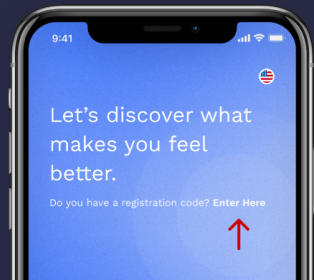 9:41
Let’s discover what
makes you feel
better.
Do you have a registration code? Enter Here